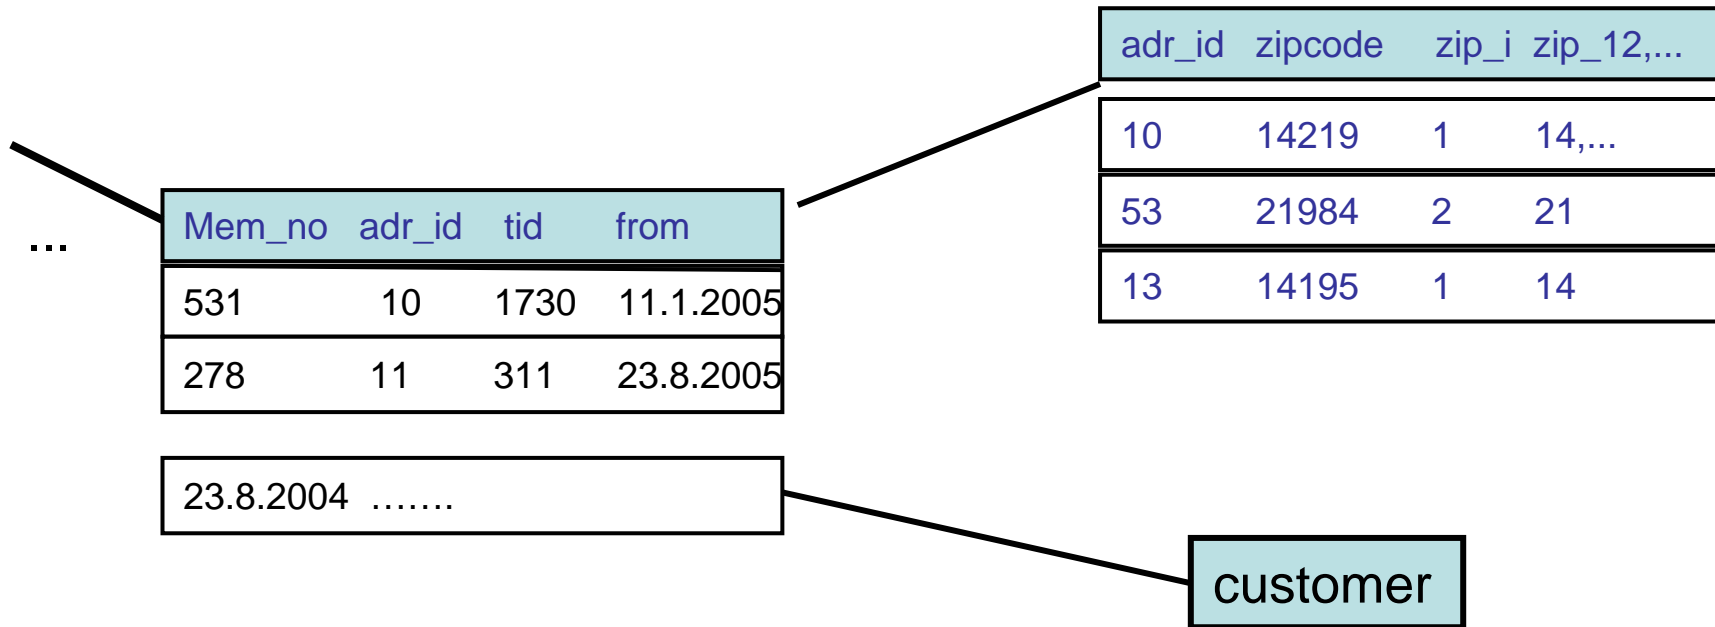 adr_id zipcode zip_i zip_12,...
10 14219 1 14,...
53 21984 2 21
13 14195 1 14
...
Mem_no adr_id tid from
531 10 1730 11.1.2005
278 11 311 23.8.2005
23.8.2004 .......
customer